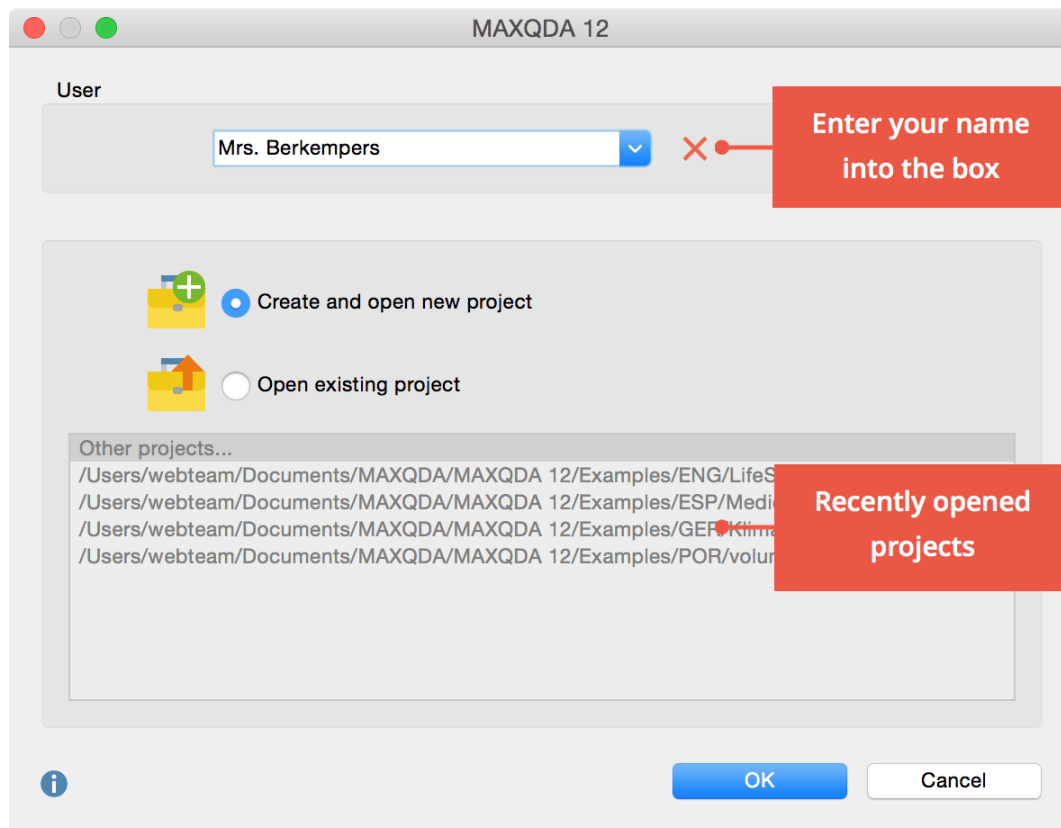 MAXQDA 12
User
Mrs. Berkempers
Enter your name
into the box
Create and open new project
Open existing project
Other projects...
/Users/webteam/Documents/MAXQDA/MAXQDA 12/Examples/ENG/LifeS
/Users/webteam/Documents/MAXQDA/MAXQDA 12/Examples/ESP/Medi
/Users/webteam/Documents/MAXQDA/MAXQDA 12/Examples/GER/Klima
/Users/webteam/Documents/MAXQDA/MAXQDA 12/Examples/POR/volun
Recently opened
projects
OK
Cancel